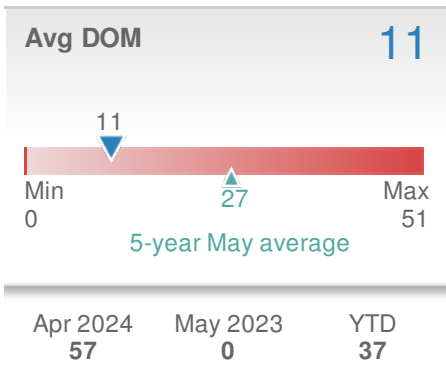 Avg DOM 11
11
Min 27 Max
0 51
5-year May average
Apr 2024 May 2023 YTD
57 0 37